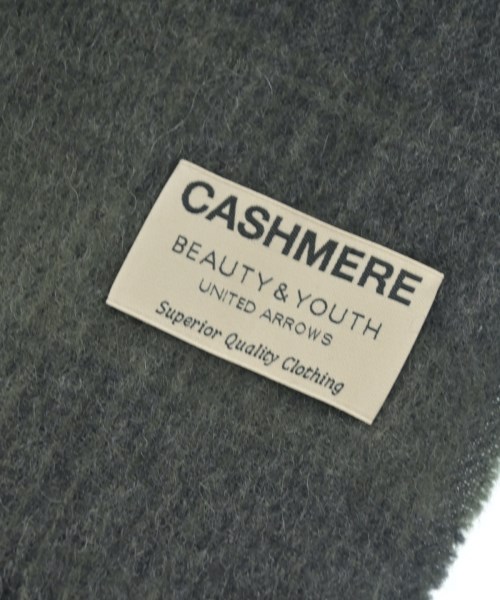 CASHMERE
BEAUTY & YOUTH
UNITED ARROWS
Superior Quality Clothing